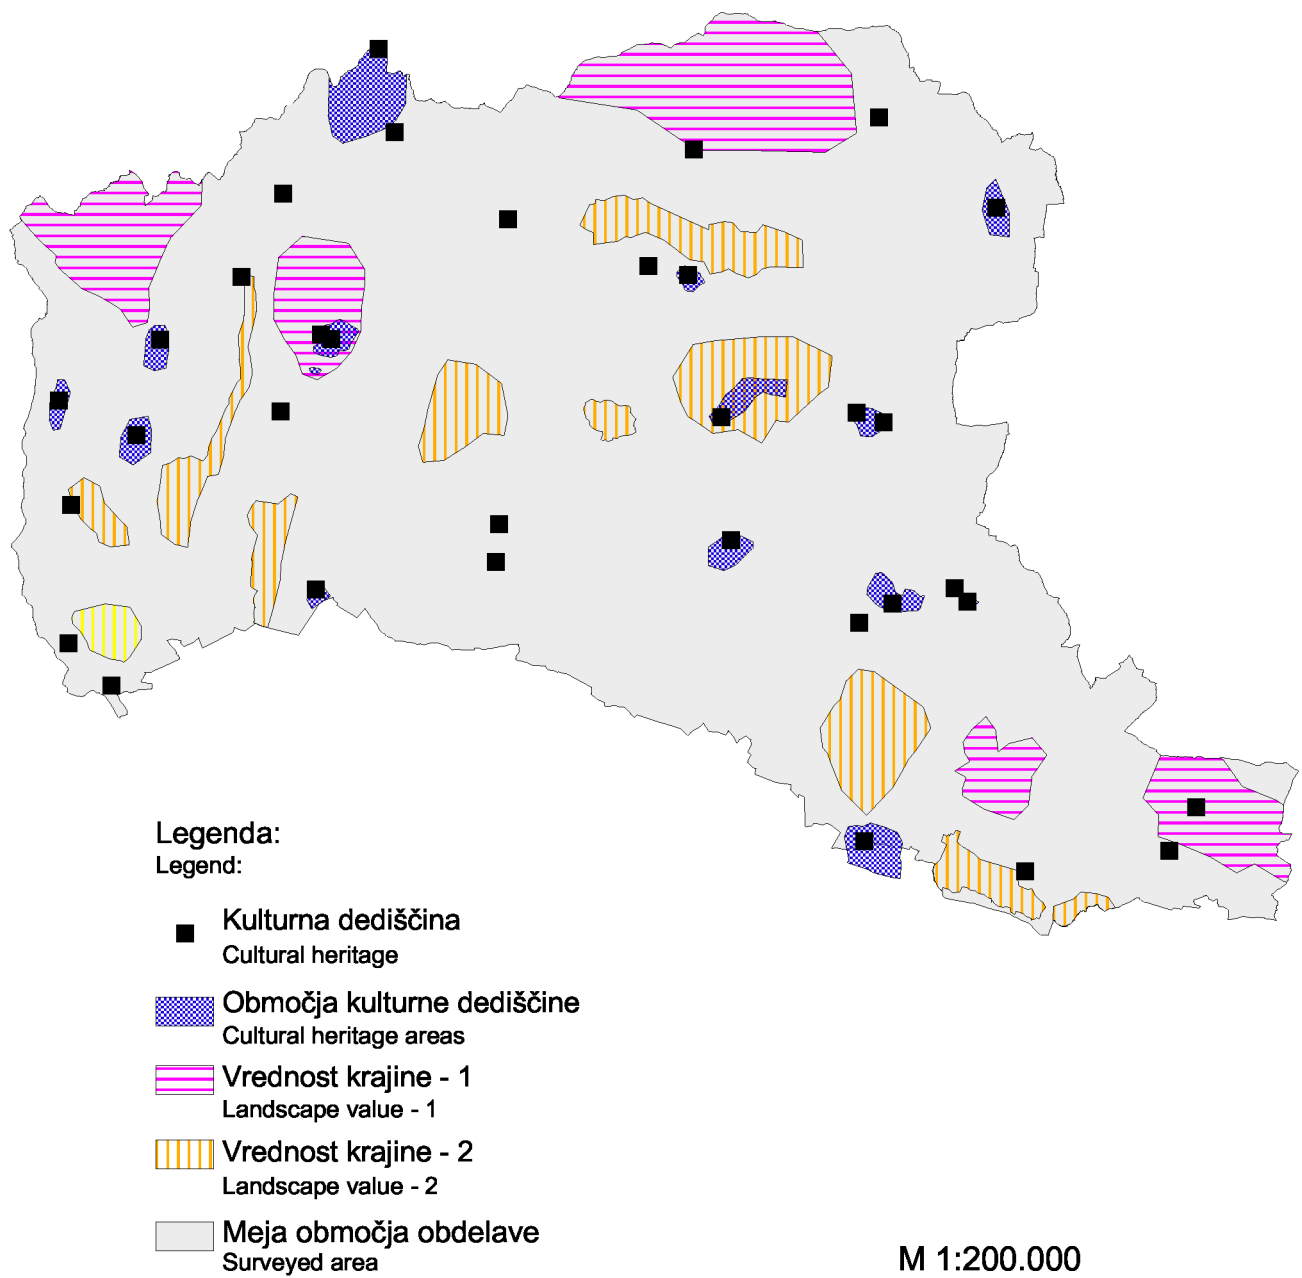 Legenda:
Legend:
Kulturna dediščina
Cultural heritage
Območja kulturne dediščine
Cultural heritage areas
Vrednost krajine - 1
Landscape value - 1
Vrednost krajine - 2
Landscape value - 2
Meja območja obdelave
Surveyed area
M 1:200.000